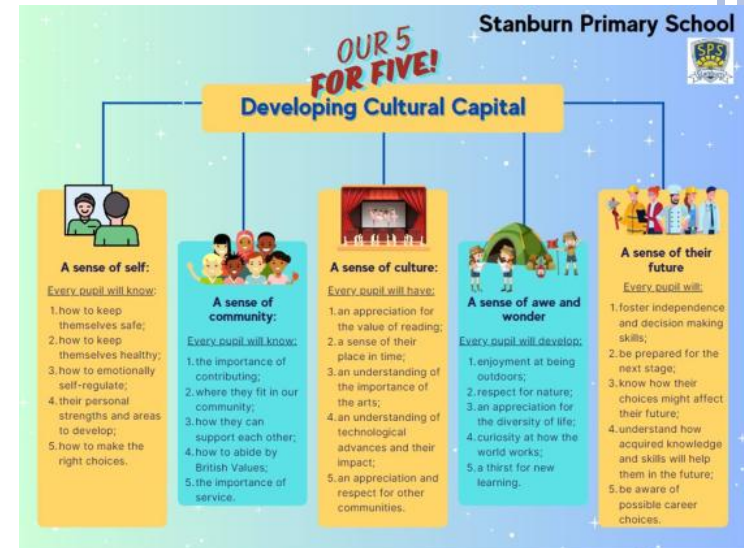 Stanburn Primary School
SPS
Stanburn
OUR 5
FOR FIVE!
Developing Cultural Capital
A sense of self:
Every pupil will know:
1.how to keep
themselves safe;
2.how to keep
themselves healthy;
3.how to emotionally
self-regulate;
4.their personal
strengths and areas
to develop;
5.how to make the
right choices.
A sense of
community:
Every pupil will know:
1.the importance of
contributing;
2.where they fit in our
community;
3.how they can
support each other;
4.how to abide by
British Values;
5.the importance of
service.
A sense of culture:
Every pupil will have:
1.an appreciation for
the value of reading;
2.a sense of their
place in time;
3.an understanding of
the importance of
the arts;
4.an understanding of
technological
advances and their
impact;
5.an appreciation and
respect for other
communities.
A sense of awe and
wonder
Every pupil will develop:
1.enjoyment at being
outdoors;
2.respect for nature;
3.an appreciation for
the diversity of life;
4.curiosity at how the
world works;
5.a thirst for new
learning.
A sense of their
future
Every pupil will:
1.foster independence
and decision making
skills;
2.be prepared for the
next stage;
3.know how their
choices might affect
their future;
4.understand how
acquired knowledge
and skills will help
them in the future;
5.be aware of
possible career
choices.